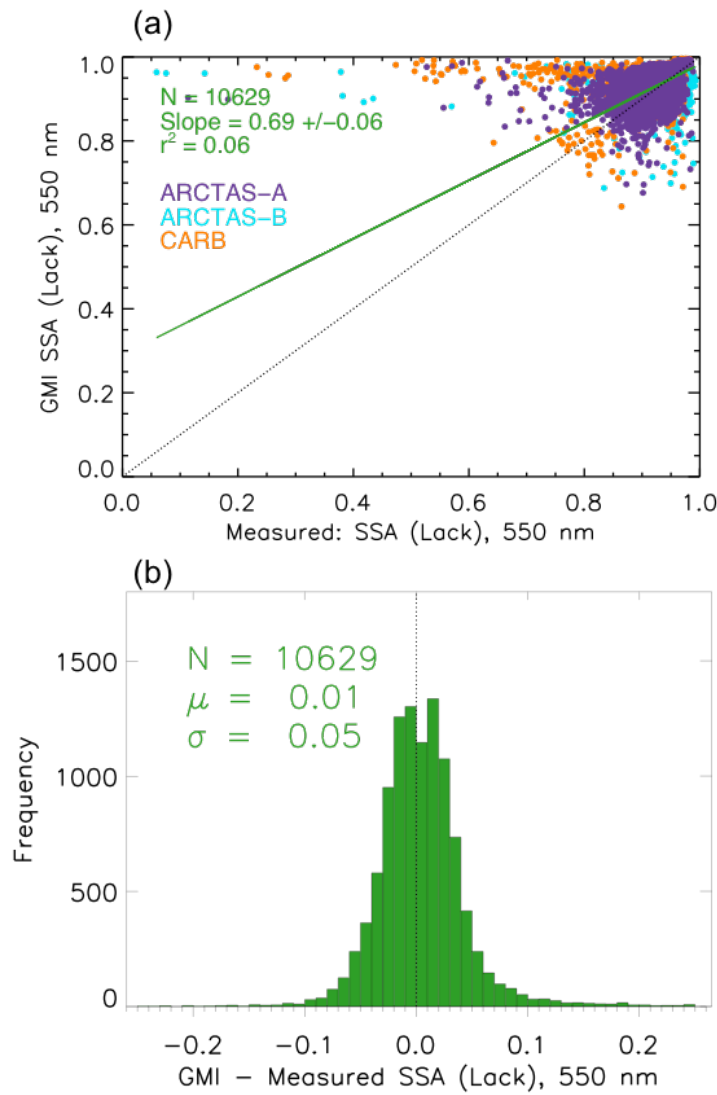 (a)
1.0
N = 10629
Slope = 0.69 +/-0.06
r² = 0.06
0.8
ARCTAS-A
ARCTAS-B
CARB
0.6
0.4
0.2
0.0
GMI SSA (Lack), 550 nm
0.0 0.2 0.4 0.6 0.8 1.0
Measured: SSA (Lack), 550 nm
(b)
N = 10629
μ = 0.01
σ = 0.05
1500
1000
500
0
Frequency
−0.2 −0.1 0.0 0.1 0.2
GMI − Measured SSA (Lack), 550 nm